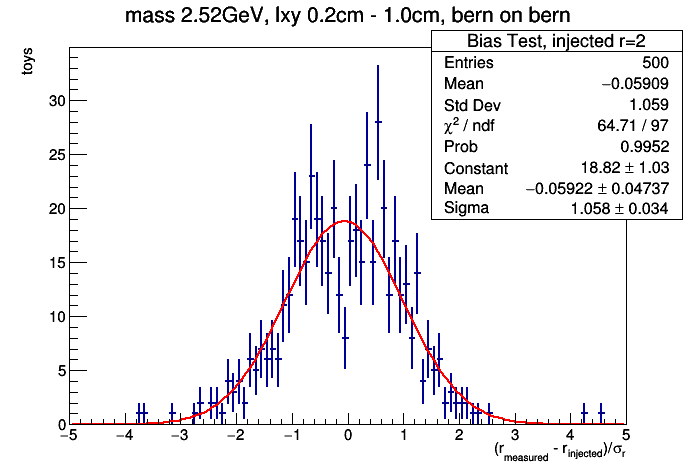 mass 2.52GeV, lxy 0.2cm - 1.0cm, bern on bern
Bias Test, injected r=2
Entries 500
Mean −0.05909
Std Dev 1.059
χ² / ndf 64.71 / 97
Prob 0.9952
Constant 18.82 ± 1.03
Mean −0.05922 ± 0.04737
Sigma 1.058 ± 0.034
toys
30
25
20
15
10
5
0
−5 −4 −3 −2 −1 0 1 2 3 4 5
(r_measured - r_injected)/σ_r